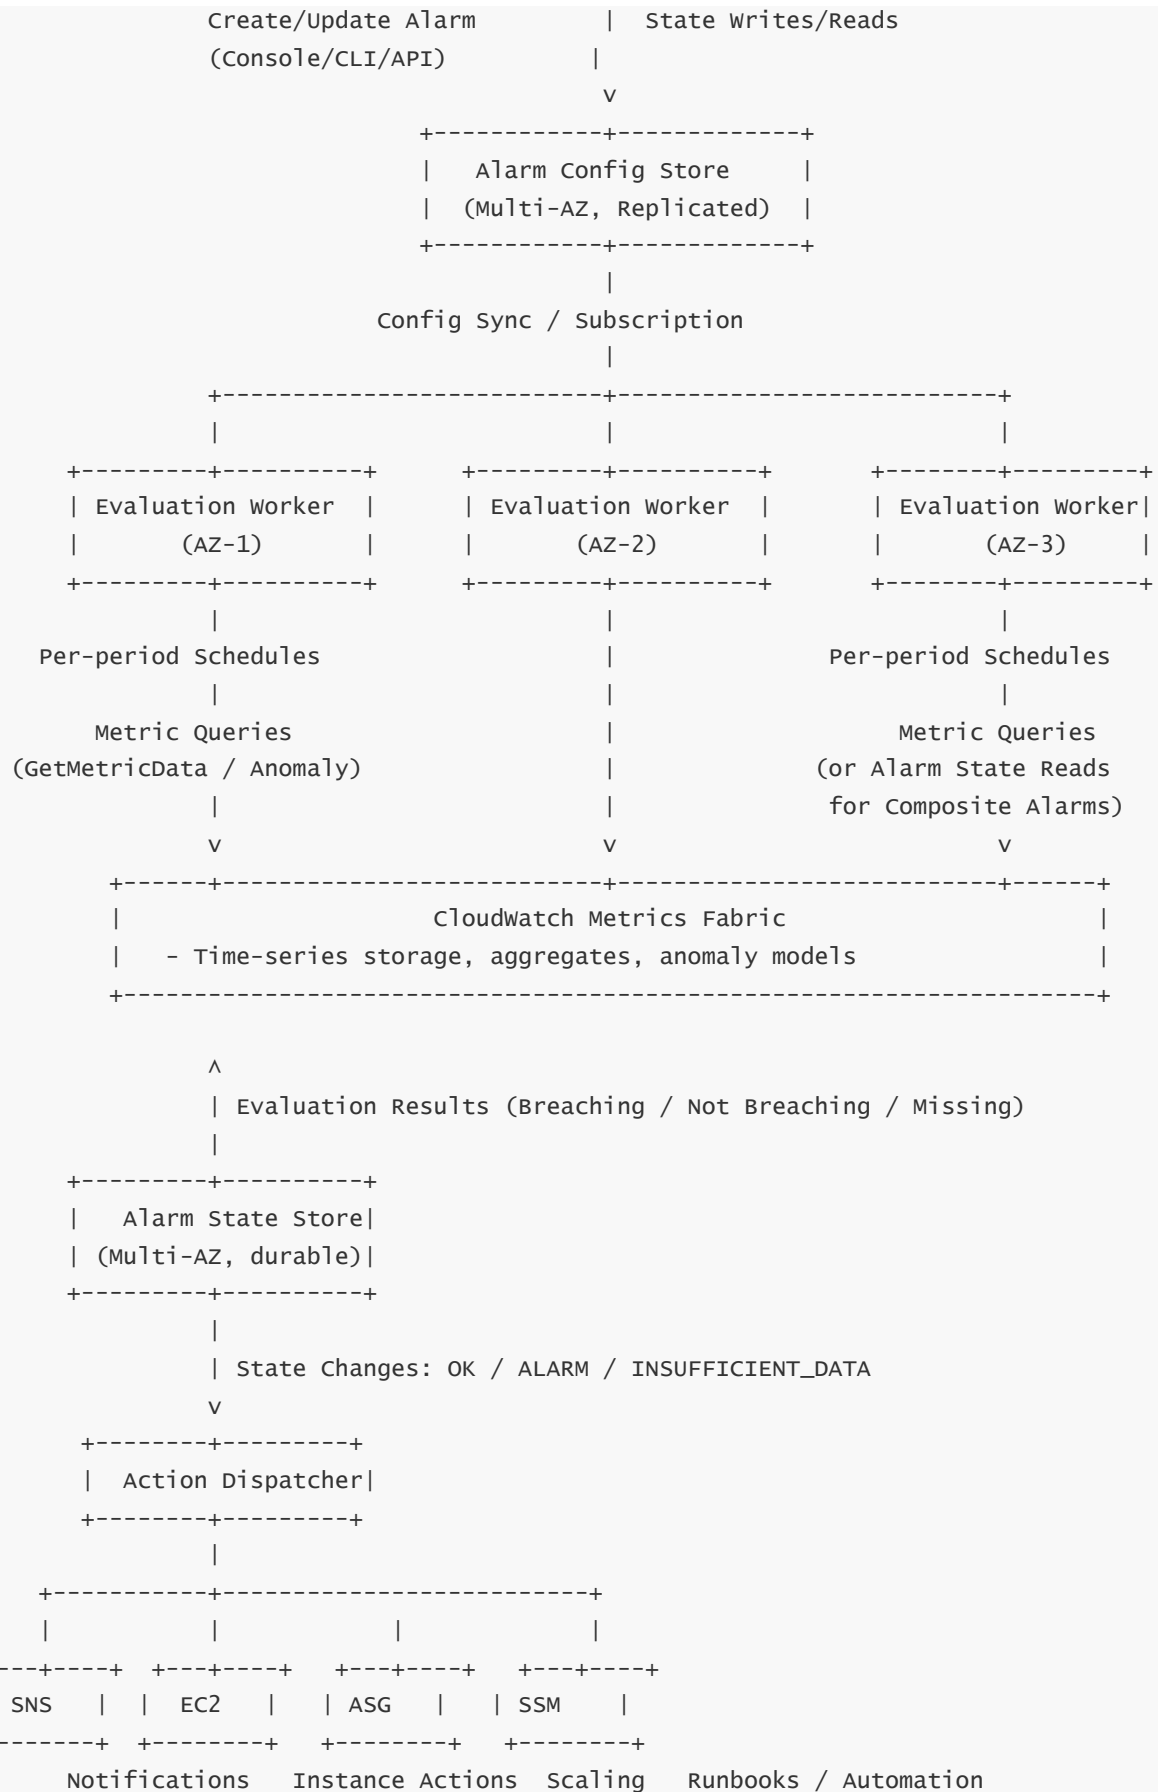 Create/Update Alarm         |  State Writes/Reads
(Console/CLI/API)          |
v
+------------+-------------+
|   Alarm Config Store     |
|  (Multi-AZ, Replicated)  |
+------------+-------------+
|
Config Sync / Subscription
|
+---------------------------+---------------------------+
|                           |                           |
+---------+----------+      +---------+----------+       +--------+---------+
| Evaluation Worker  |      | Evaluation Worker  |       | Evaluation Worker|
|       (AZ-1)       |      |       (AZ-2)       |       |       (AZ-3)     |
+---------+----------+      +---------+----------+       +--------+---------+
|                           |                           |
Per-period Schedules                    |               Per-period Schedules
|                           |                           |
Metric Queries                      |                    Metric Queries
(GetMetricData / Anomaly)                 |              (or Alarm State Reads
|                           |               for Composite Alarms)
v                           v                           v
+------+---------------------------+---------------------------+------+
|                      CloudWatch Metrics Fabric                      |
|   - Time-series storage, aggregates, anomaly models                 |
+---------------------------------------------------------------------+
^
| Evaluation Results (Breaching / Not Breaching / Missing)
|
+---------+----------+
|   Alarm State Store|
| (Multi-AZ, durable)|
+---------+----------+
|
| State Changes: OK / ALARM / INSUFFICIENT_DATA
v
+--------+---------+
|  Action Dispatcher|
+--------+---------+
|
+-----------+--------------------------+
|           |            |             |
---+----+  +---+----+   +---+----+   +---+----+
SNS   |  |  EC2   |   | ASG   |   | SSM    |
-------+  +--------+   +--------+   +--------+
Notifications   Instance Actions  Scaling   Runbooks / Automation